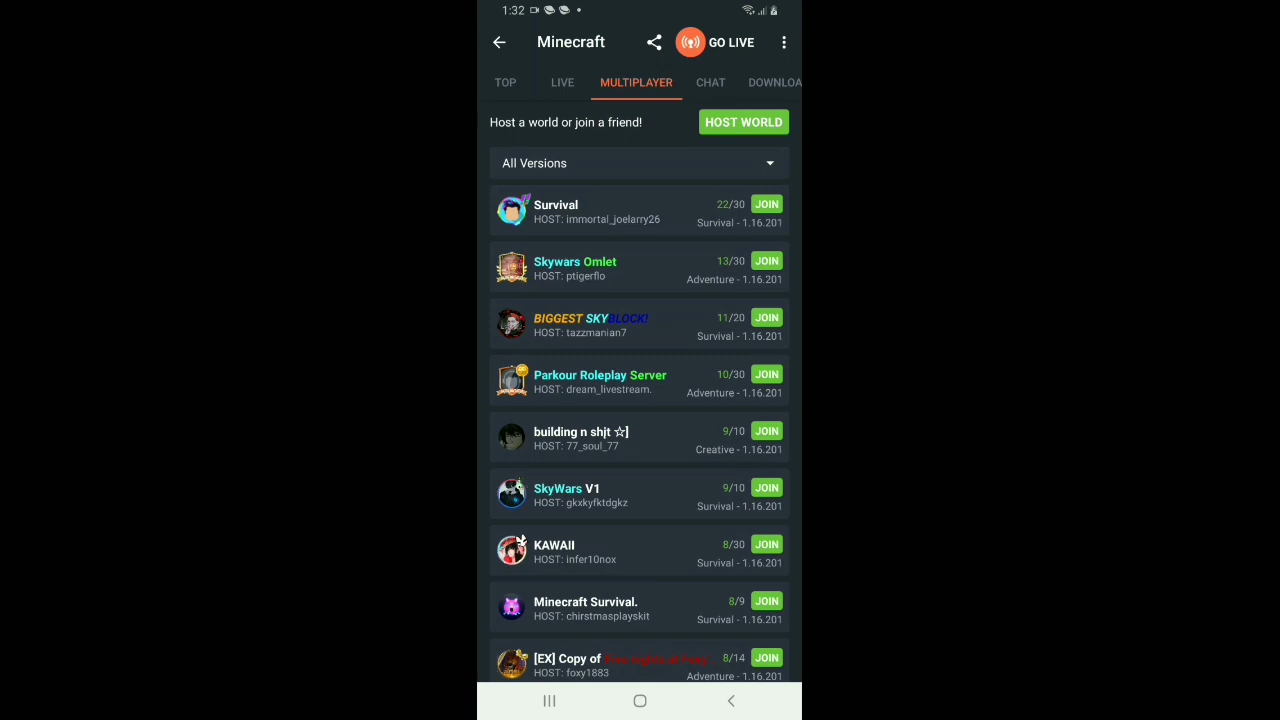 1:32
Minecraft
GO LIVE
TOP LIVE MULTIPLAYER CHAT DOWNLOA
Host a world or join a friend!
HOST WORLD
All Versions
Survival 22/30 JOIN
HOST: immortal_joelarry26 Survival - 1.16.201
Skywars Omlet 13/30 JOIN
HOST: ptigerflo Adventure - 1.16.201
BIGGEST SKYBLOCK! 11/20 JOIN
HOST: tazzmanian7 Survival - 1.16.201
Parkour Roleplay Server 10/30 JOIN
HOST: dream_livestream. Adventure - 1.16.201
building n shjt ☆] 9/10 JOIN
HOST: 77_soul_77 Creative - 1.16.201
SkyWars V1 9/10 JOIN
HOST: gkxkyfktdgkz Survival - 1.16.201
KAWAII 8/30 JOIN
HOST: infer10nox Survival - 1.16.201
Minecraft Survival. 8/9 JOIN
HOST: chirstmasplayskit Survival - 1.16.201
[EX] Copy of 8/14 JOIN
HOST: foxy1883 Adventure - 1.16.201